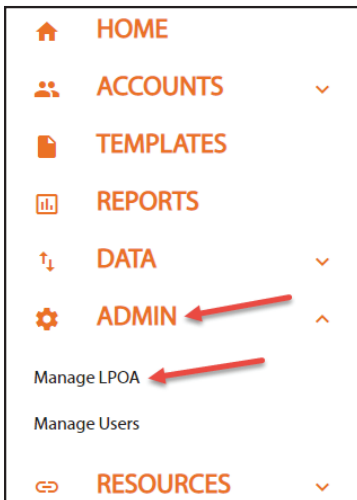 HOME
ACCOUNTS
TEMPLATES
REPORTS
DATA
ADMIN
Manage LPOA
Manage Users
RESOURCES